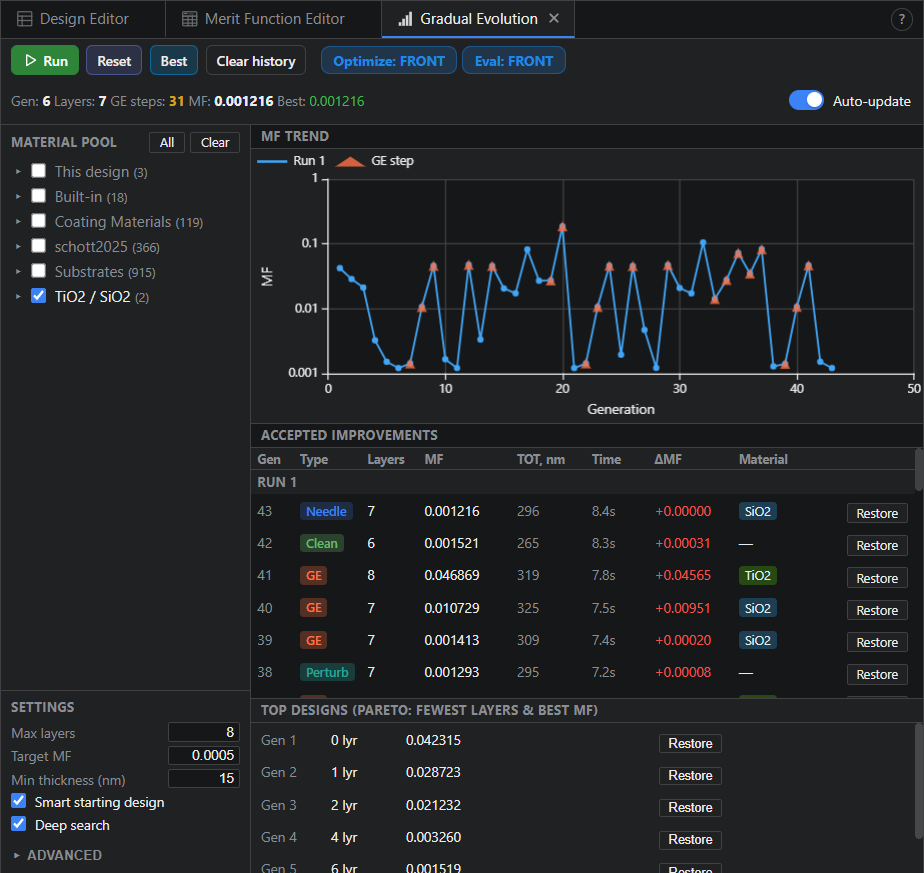 Design Editor Merit Function Editor Gradual Evolution ✕ ?
Run Reset Best Clear history Optimize: FRONT Eval: FRONT
Gen: 6 Layers: 7 GE steps: 31 MF: 0.001216 Best: 0.001216 Auto-update
MATERIAL POOL All Clear
This design (3)
Built-in (18)
Coating Materials (119)
schott2025 (366)
Substrates (915)
TiO2 / SiO2 (2)
SETTINGS
Max layers 8
Target MF 0.0005
Min thickness (nm) 15
Smart starting design
Deep search
ADVANCED
MF TREND
Run 1 GE step
1
0.1
0.01
0.001
MF
0 10 20 30 40 50
Generation
ACCEPTED IMPROVEMENTS
Gen Type Layers MF TOT, nm Time ΔMF Material
RUN 1
43 Needle 7 0.001216 296 8.4s +0.00000 SiO2 Restore
42 Clean 6 0.001521 265 8.3s +0.00031 — Restore
41 GE 8 0.046869 319 7.8s +0.04565 TiO2 Restore
40 GE 7 0.010729 325 7.5s +0.00951 SiO2 Restore
39 GE 7 0.001413 309 7.4s +0.00020 SiO2 Restore
38 Perturb 7 0.001293 295 7.2s +0.00008 — Restore
TOP DESIGNS (PARETO: FEWEST LAYERS & BEST MF)
Gen 1 0 lyr 0.042315 Restore
Gen 2 1 lyr 0.028723 Restore
Gen 3 2 lyr 0.021232 Restore
Gen 4 4 lyr 0.003260 Restore
Gen 5 6 lyr 0.001519 Restore